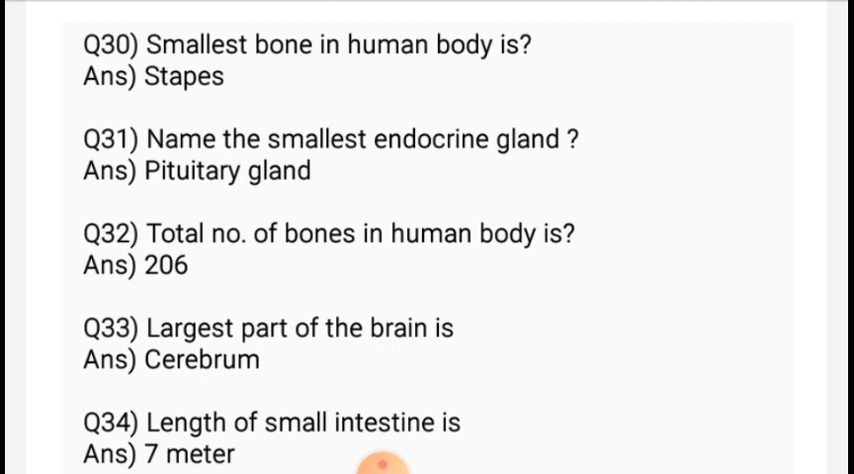 Q30) Smallest bone in human body is?
Ans) Stapes
Q31) Name the smallest endocrine gland ?
Ans) Pituitary gland
Q32) Total no. of bones in human body is?
Ans) 206
Q33) Largest part of the brain is
Ans) Cerebrum
Q34) Length of small intestine is
Ans) 7 meter